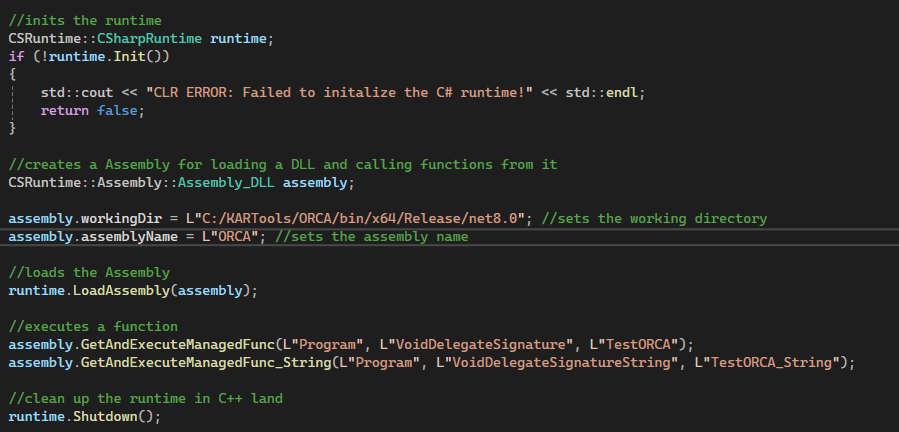 //inits the runtime
CSRuntime::CSharpRuntime runtime;
if (!runtime.Init())
{
std::cout << "CLR ERROR: Failed to initalize the C# runtime!" << std::endl;
return false;
}
//creates a Assembly for loading a DLL and calling functions from it
CSRuntime::Assembly::Assembly_DLL assembly;
assembly.workingDir = L"C:/KARTools/ORCA/bin/x64/Release/net8.0"; //sets the working directory
assembly.assemblyName = L"ORCA"; //sets the assembly name
//loads the Assembly
runtime.LoadAssembly(assembly);
//executes a function
assembly.GetAndExecuteManagedFunc(L"Program", L"VoidDelegateSignature", L"TestORCA");
assembly.GetAndExecuteManagedFunc_String(L"Program", L"VoidDelegateSignatureString", L"TestORCA_String");
//clean up the runtime in C++ land
runtime.Shutdown();